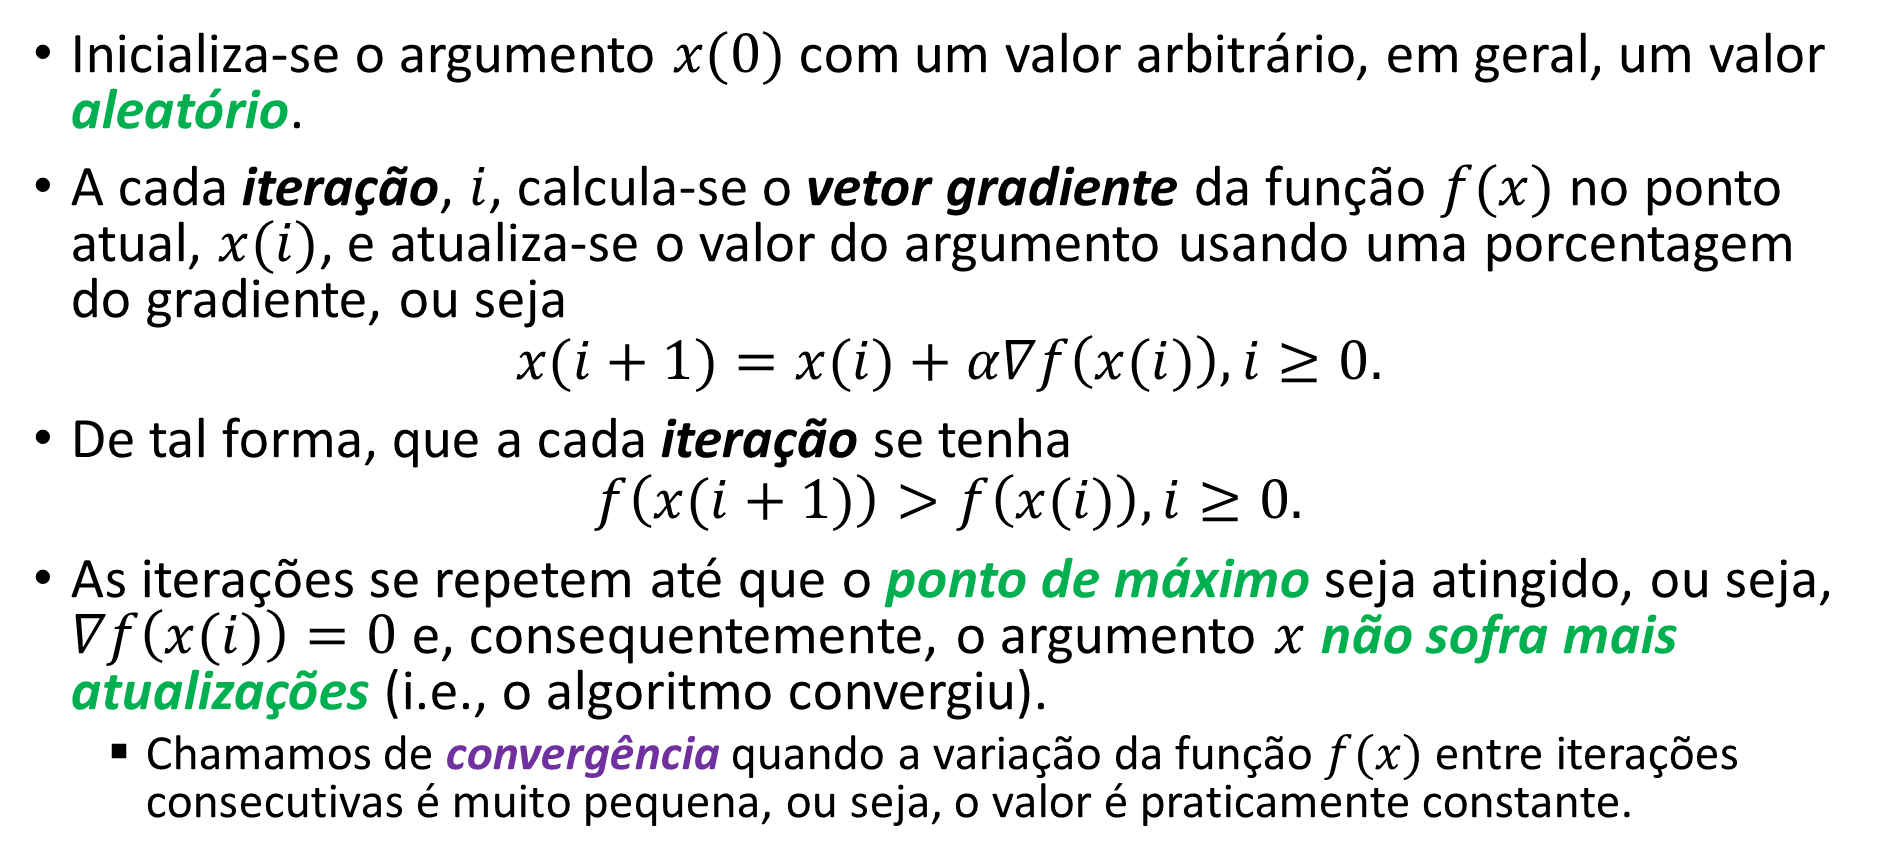 • Inicializa-se o argumento x(0) com um valor arbitrário, em geral, um valor
aleatório.
• A cada iteração, i, calcula-se o vetor gradiente da função f(x) no ponto
atual, x(i), e atualiza-se o valor do argumento usando uma porcentagem
do gradiente, ou seja
x(i + 1) = x(i) + α∇f(x(i)), i ≥ 0.
• De tal forma, que a cada iteração se tenha
f(x(i + 1)) > f(x(i)), i ≥ 0.
• As iterações se repetem até que o ponto de máximo seja atingido, ou seja,
∇f(x(i)) = 0 e, consequentemente, o argumento x não sofra mais
atualizações (i.e., o algoritmo convergiu).
▪ Chamamos de convergência quando a variação da função f(x) entre iterações
consecutivas é muito pequena, ou seja, o valor é praticamente constante.